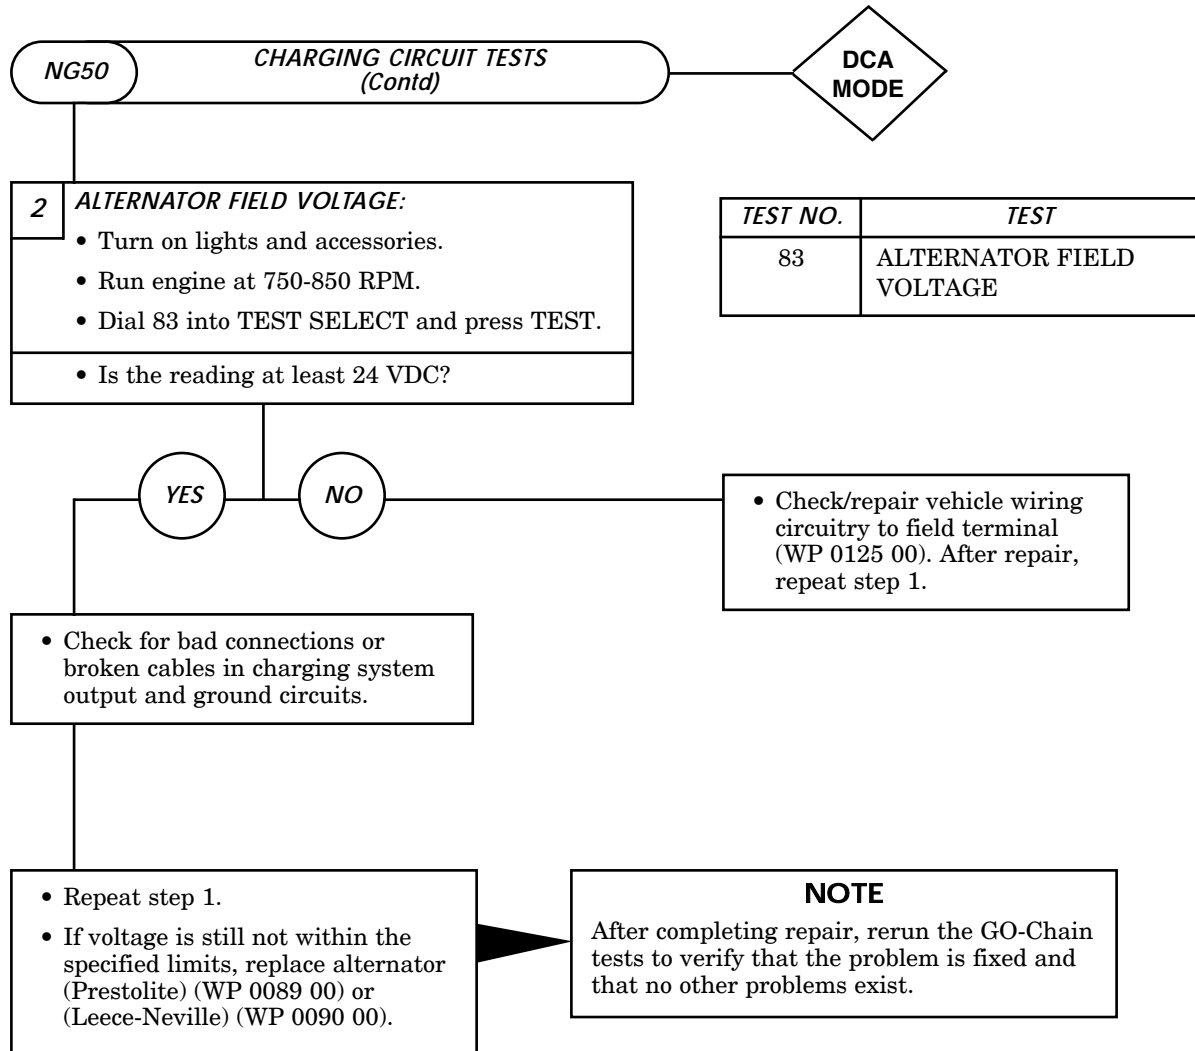 NG50
CHARGING CIRCUIT TESTS
(Contd)
DCA
MODE
2
ALTERNATOR FIELD VOLTAGE:
• Turn on lights and accessories.
• Run engine at 750-850 RPM.
• Dial 83 into TEST SELECT and press TEST.
• Is the reading at least 24 VDC?
TEST NO.
TEST
83
ALTERNATOR FIELD
VOLTAGE
YES
NO
• Check/repair vehicle wiring
circuitry to field terminal
(WP 0125 00). After repair,
repeat step 1.
• Check for bad connections or
broken cables in charging system
output and ground circuits.
• Repeat step 1.
• If voltage is still not within the
specified limits, replace alternator
(Prestolite) (WP 0089 00) or
(Leece-Neville) (WP 0090 00).
NOTE
After completing repair, rerun the GO-Chain
tests to verify that the problem is fixed and
that no other problems exist.